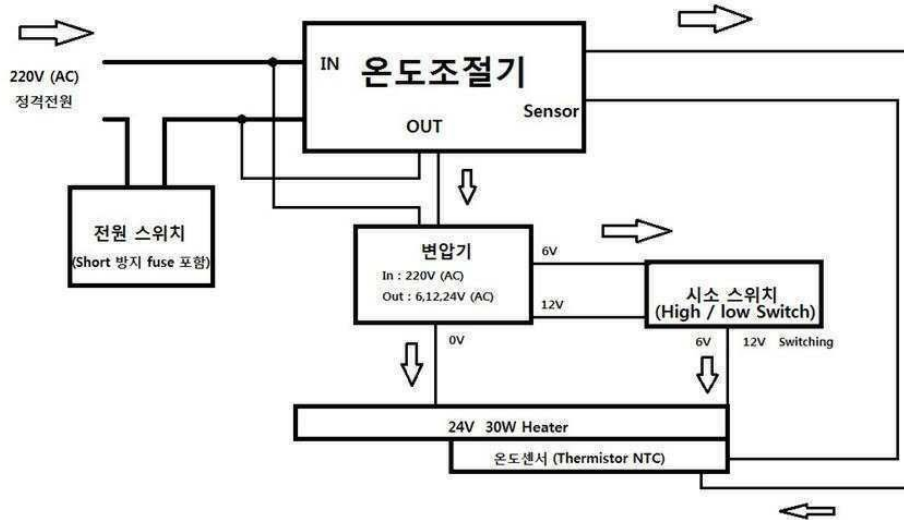 220V (AC)
정격전원
IN
온도조절기
Sensor
OUT
전원 스위치
(Short 방지 fuse 포함)
변압기
In : 220V (AC)
Out : 6,12,24V (AC)
6V
12V
0V
시소 스위치
(High / low Switch)
6V 12V Switching
24V 30W Heater
온도센서 (Thermistor NTC)